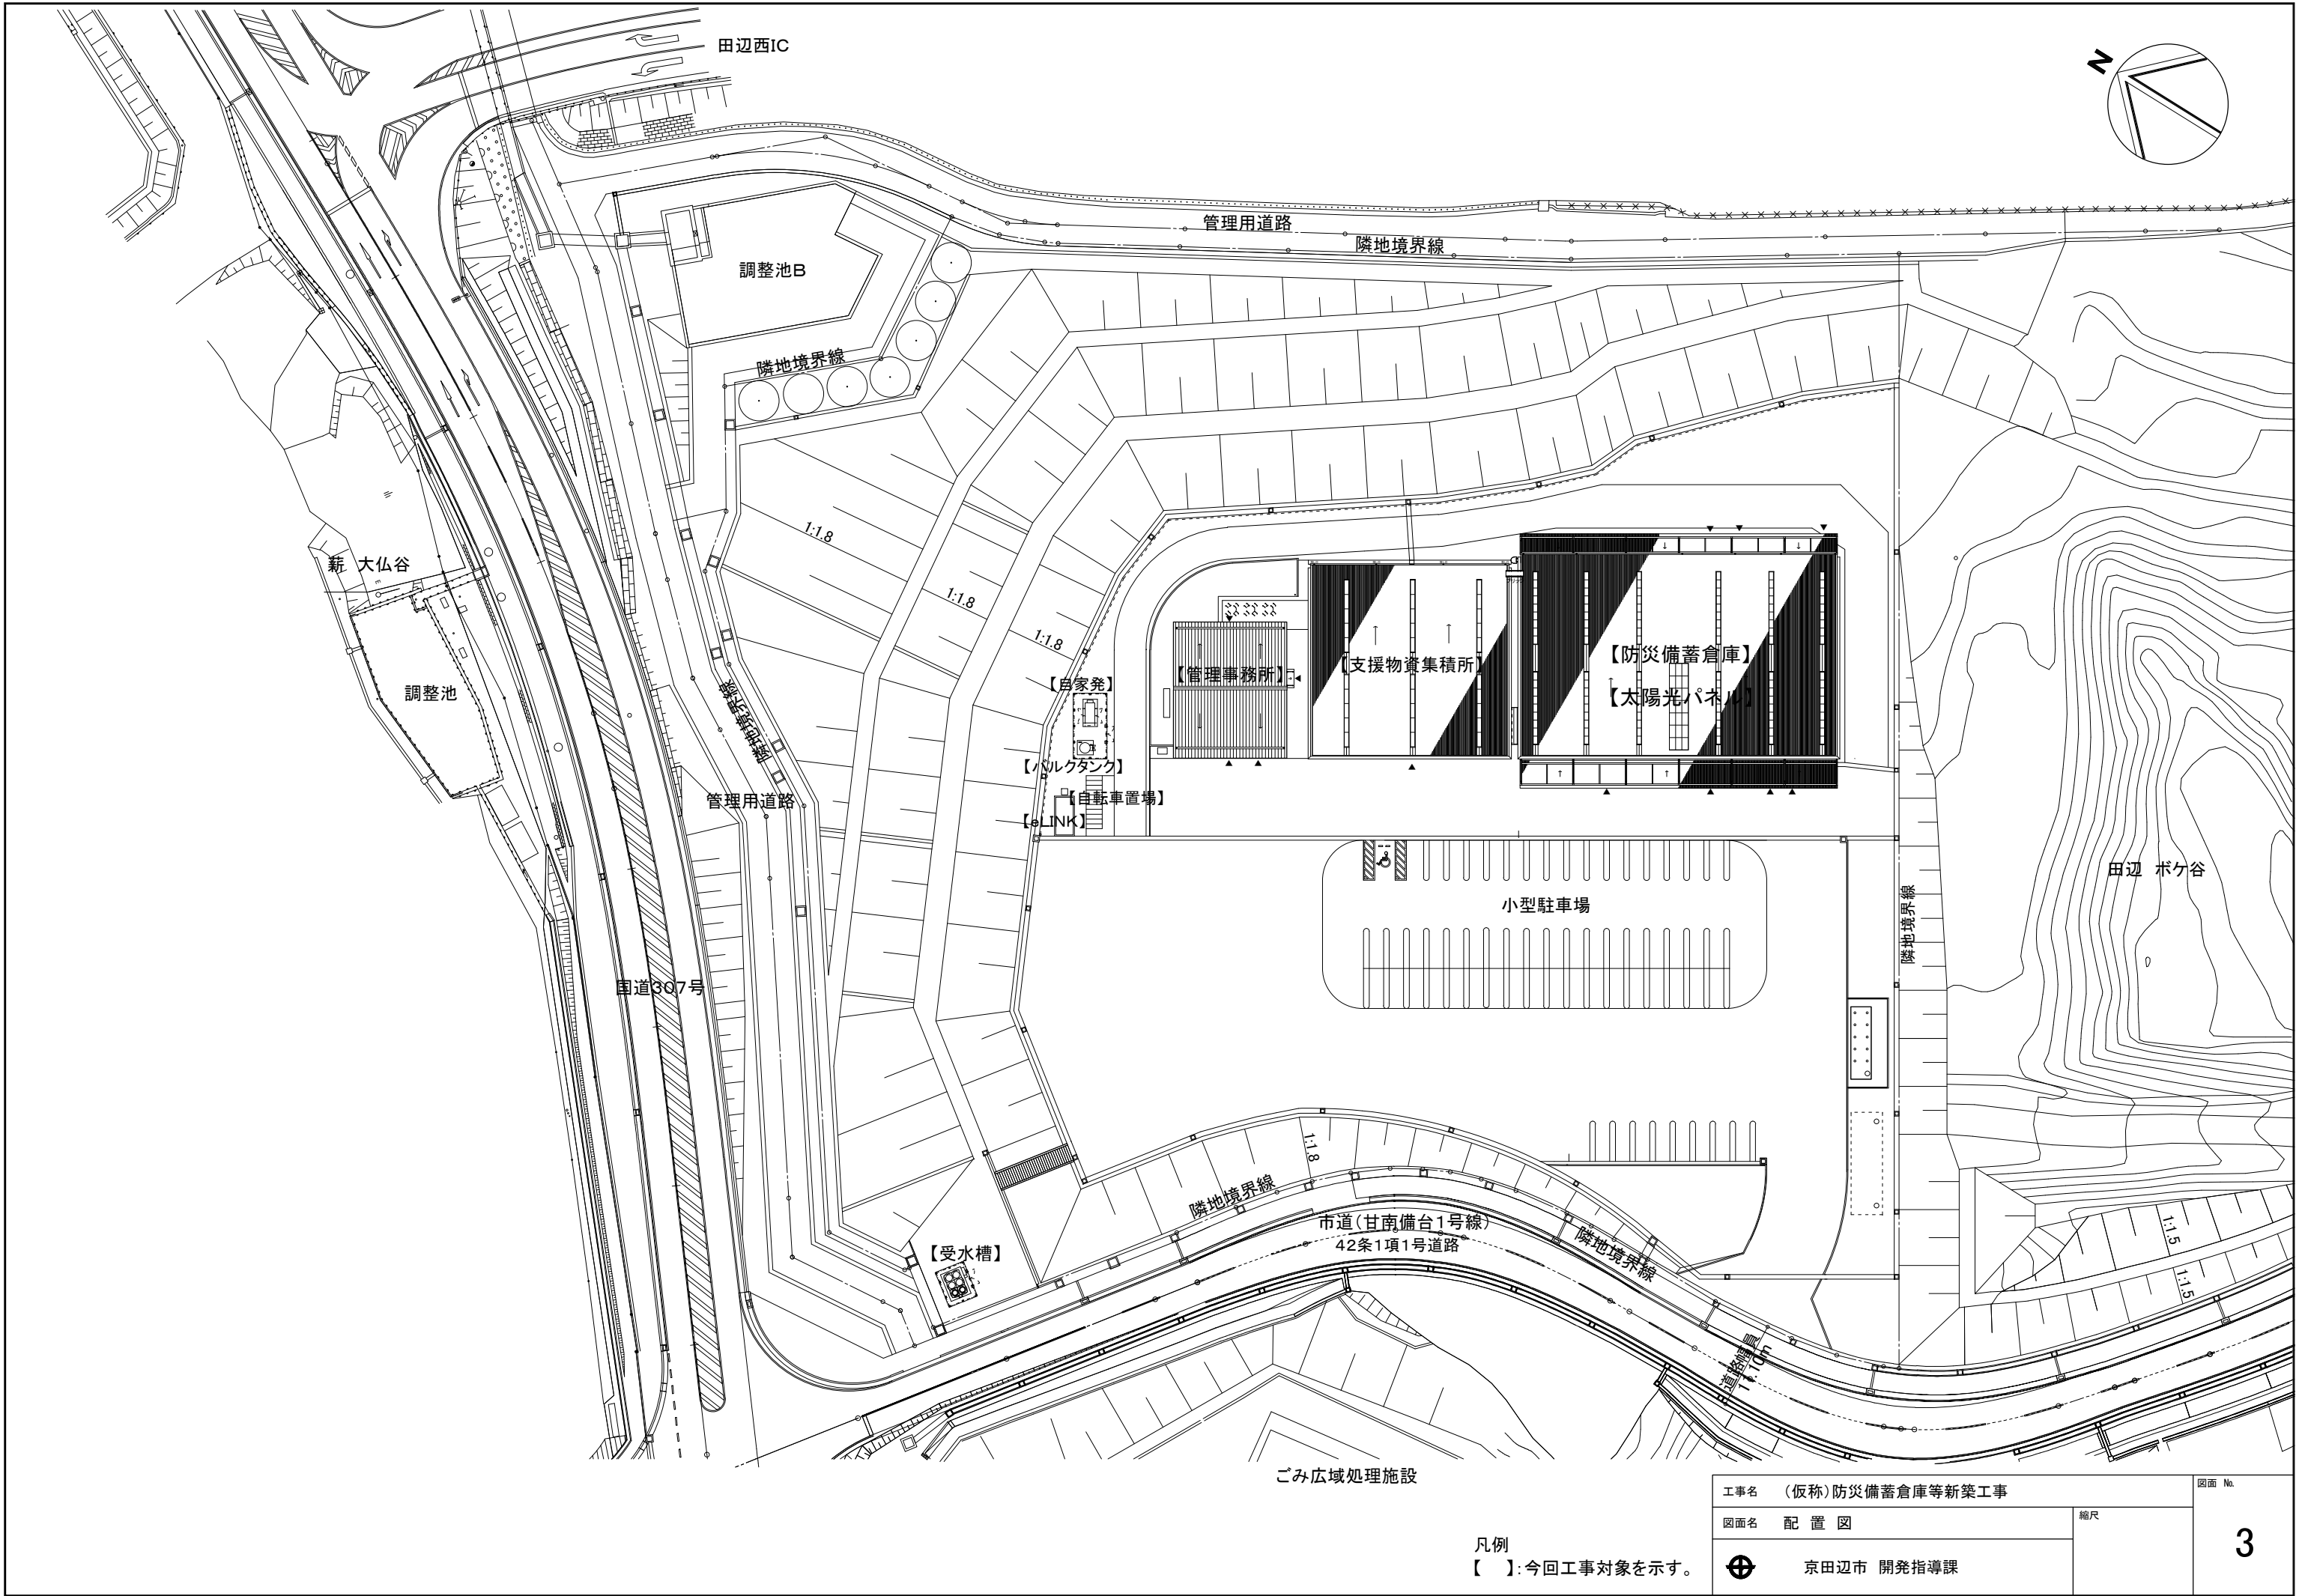 田辺西IC
N
管理用道路
隣地境界線
調整池B
隣地境界線
1:1.8
1:1.8
1:1.8
薪 大仏谷
調整池
【管理事務所】
【支援物資集積所】
【防災備蓄倉庫】
【太陽光パネル】
【自家発】
【バルクタンク】
【自転車置場】
【eLINK】
隣地境界線
管理用道路
小型駐車場
田辺 ボケ谷
隣地境界線
国道307号
1:1.8
隣地境界線
市道(甘南備台1号線)
42条1項1号道路
隣地境界線
【受水槽】
1:1.5
1:1.5
道路幅員
11.10m
ごみ広域処理施設
凡例
【 】:今回工事対象を示す。
工事名 (仮称)防災備蓄倉庫等新築工事
図面名 配 置 図
縮尺
図面 №
3
京田辺市 開発指導課